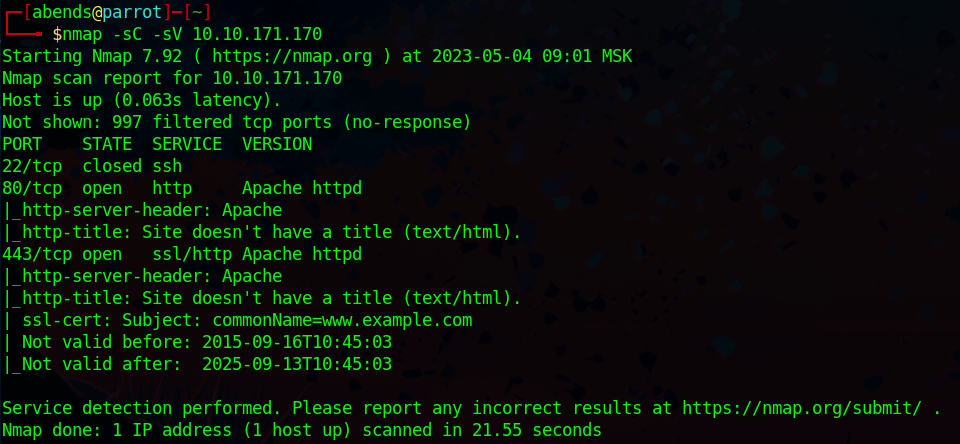 ┌─[abends@parrot]─[~]
└──╼ $nmap -sC -sV 10.10.171.170
Starting Nmap 7.92 ( https://nmap.org ) at 2023-05-04 09:01 MSK
Nmap scan report for 10.10.171.170
Host is up (0.063s latency).
Not shown: 997 filtered tcp ports (no-response)
PORT    STATE  SERVICE  VERSION
22/tcp  closed ssh
80/tcp  open   http     Apache httpd
|_http-server-header: Apache
|_http-title: Site doesn't have a title (text/html).
443/tcp open   ssl/http Apache httpd
|_http-server-header: Apache
|_http-title: Site doesn't have a title (text/html).
| ssl-cert: Subject: commonName=www.example.com
| Not valid before: 2015-09-16T10:45:03
|_Not valid after:  2025-09-13T10:45:03
Service detection performed. Please report any incorrect results at https://nmap.org/submit/ .
Nmap done: 1 IP address (1 host up) scanned in 21.55 seconds